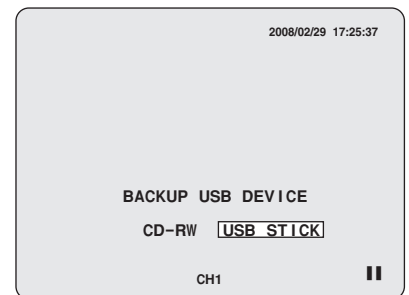 2008/02/29 17:25:37
BACKUP USB DEVICE
CD-RW USB STICK
CH1